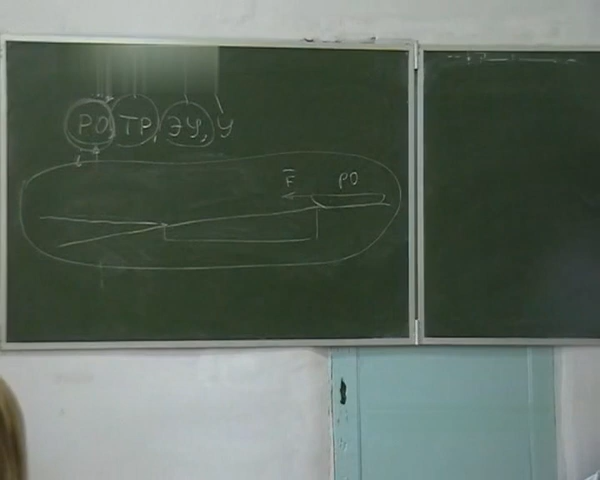 РО, ТР, ЭУ, У
F̅ РО